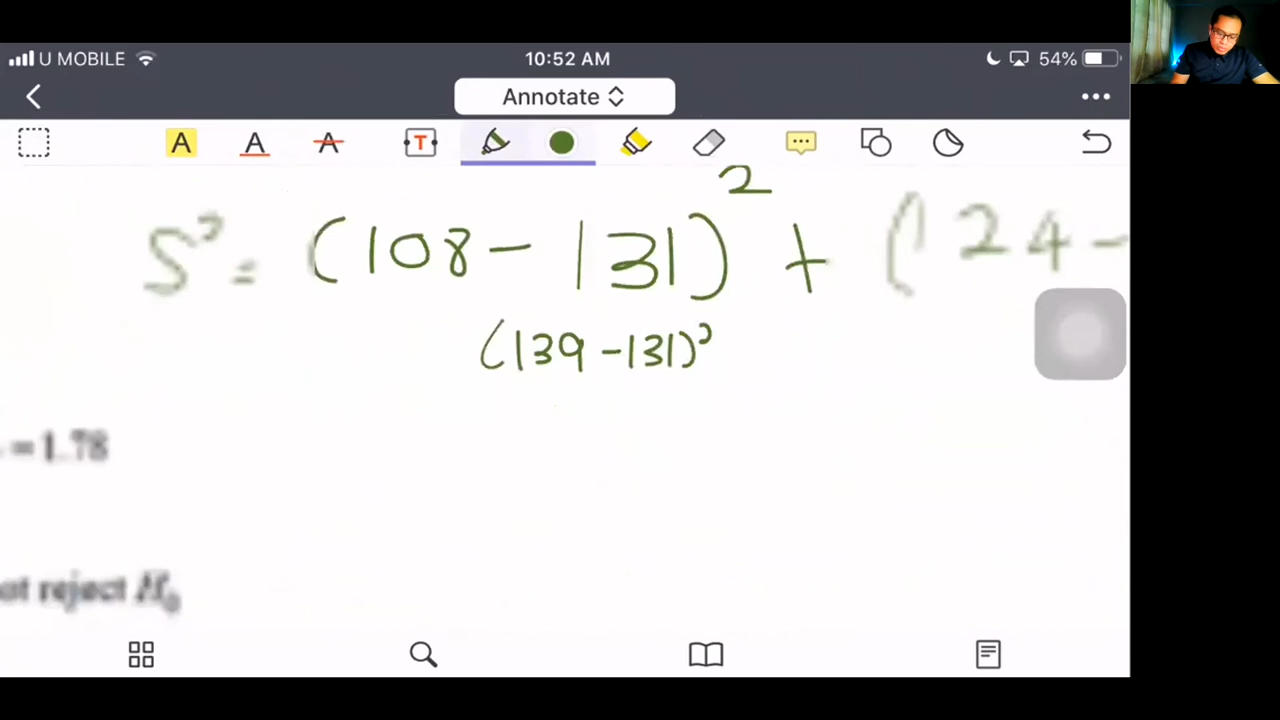 U MOBILE 10:52 AM 54%
Annotate
A A A T
S² = (108 - 131)² + (124 -
(139 - 131)²
= 1.78
ot reject H₀